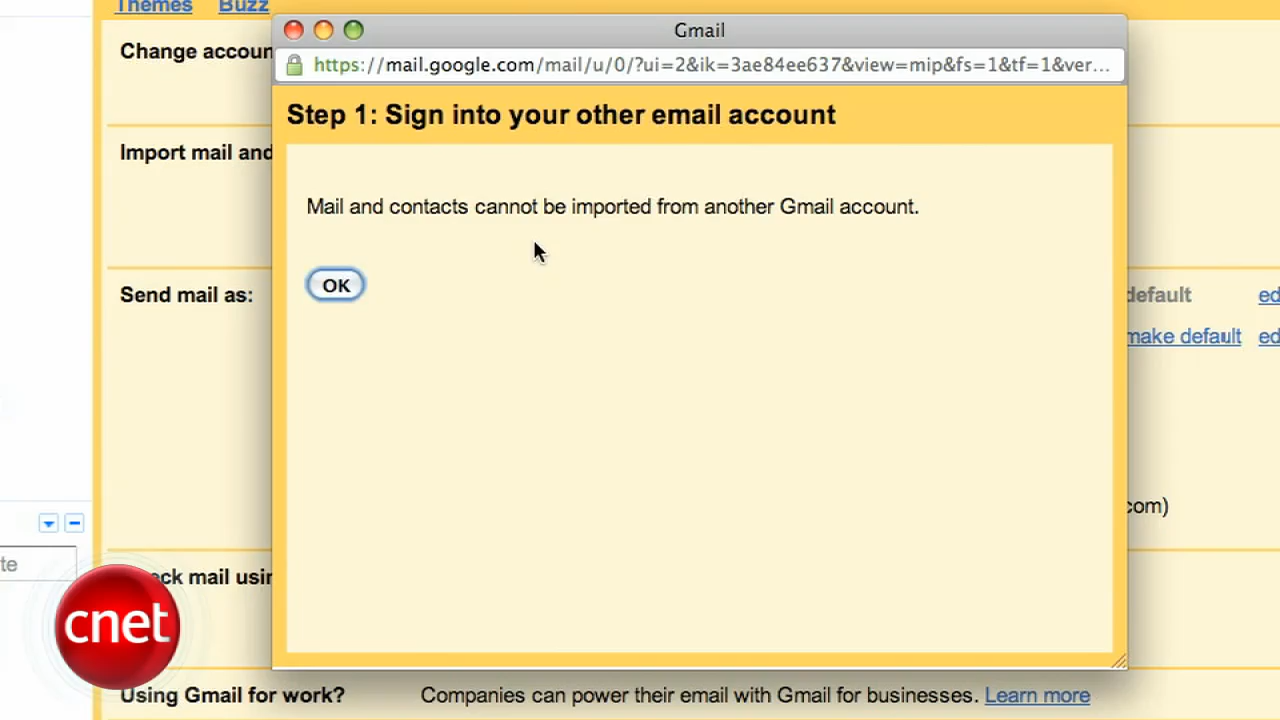 Themes Buzz
Gmail
Change accoun
https://mail.google.com/mail/u/0/?ui=2&ik=3ae84ee637&view=mip&fs=1&tf=1&ver...
Step 1: Sign into your other email account
Import mail and
Mail and contacts cannot be imported from another Gmail account.
OK
Send mail as:
default
ed
make default
ed
com)
te
eck mail usin
cnet
Using Gmail for work?
Companies can power their email with Gmail for businesses. Learn more